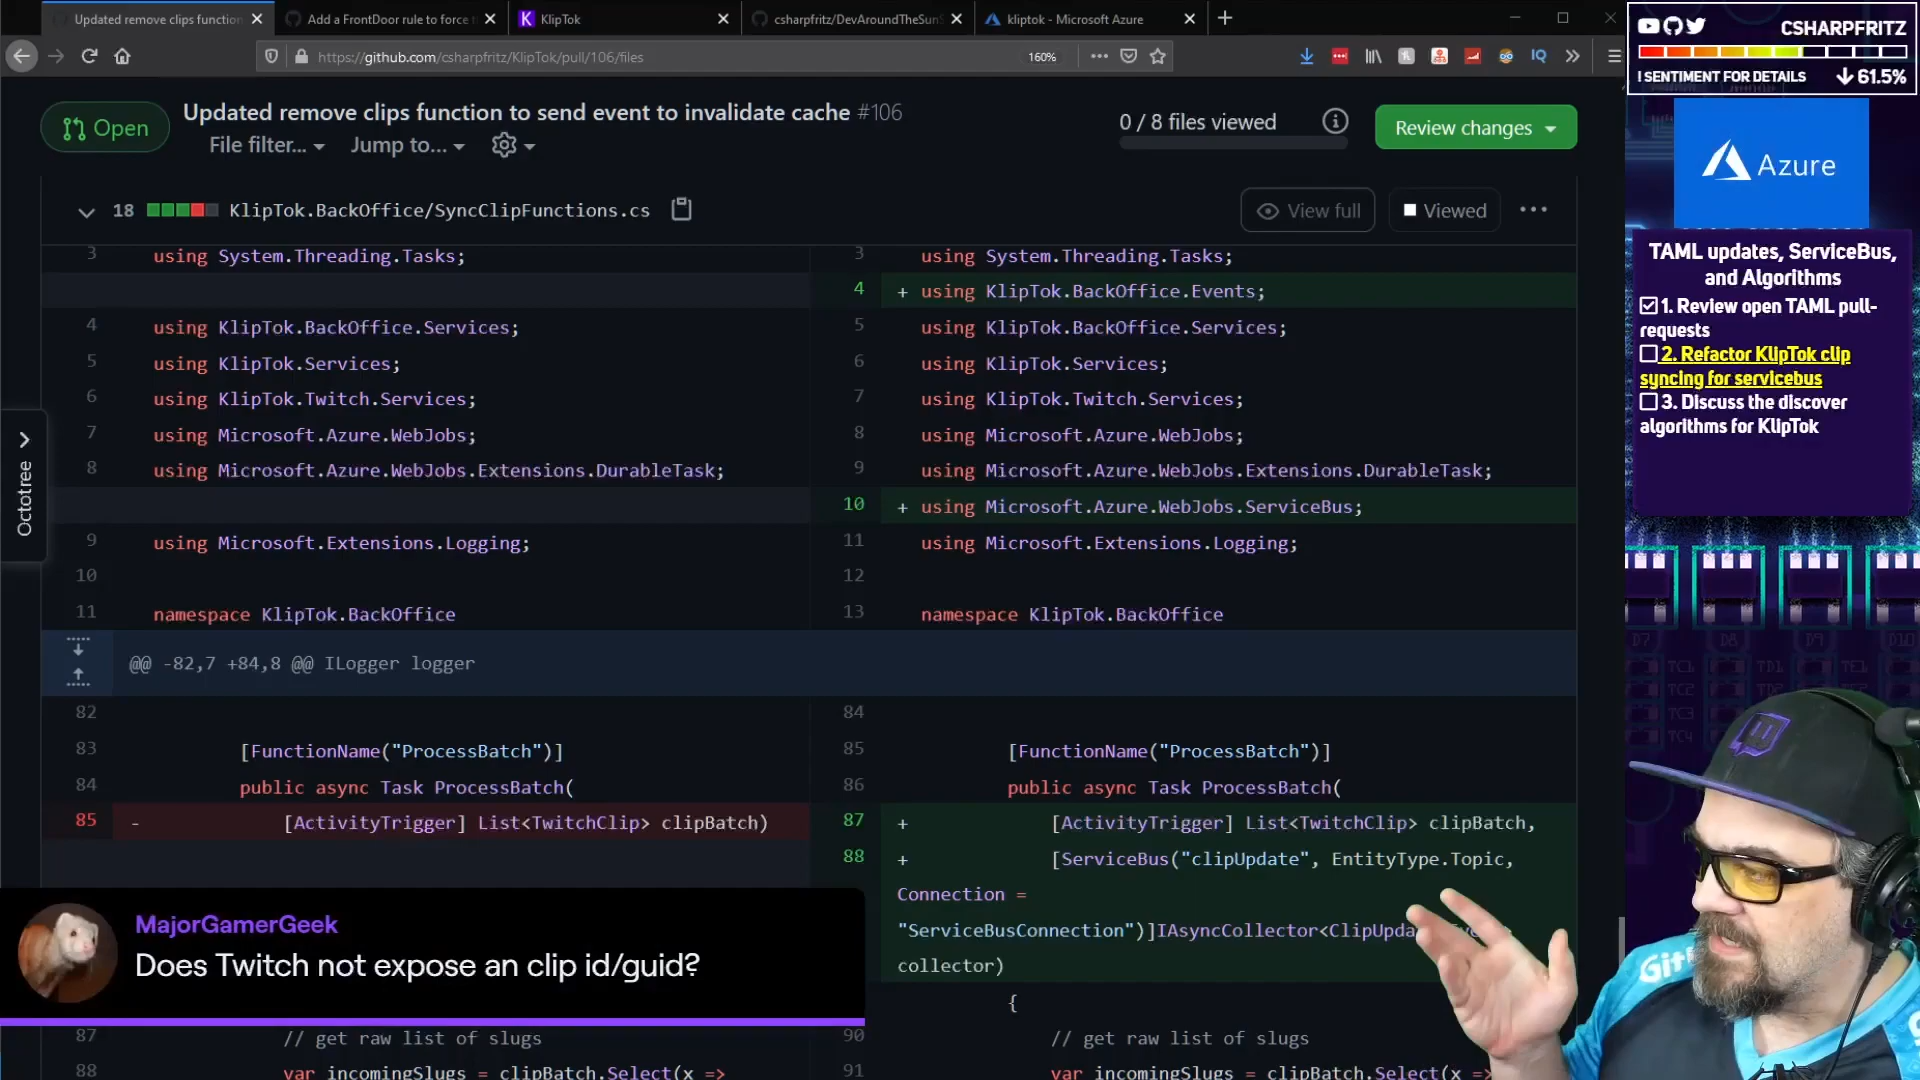 Updated remove clips function
Add a FrontDoor rule to force
KlipTok
csharpfritz/DevAroundTheSun
kliptok - Microsoft Azure
https://github.com/csharpfritz/KlipTok/pull/106/files
160%
IQ
Open
Updated remove clips function to send event to invalidate cache #106
File filter...
Jump to...
0 / 8 files viewed
Review changes
18
KlipTok.BackOffice/SyncClipFunctions.cs
View full
Viewed
Octotree
3 using System.Threading.Tasks;
3 using System.Threading.Tasks;
4 + using KlipTok.BackOffice.Events;
4 using KlipTok.BackOffice.Services;
5 using KlipTok.BackOffice.Services;
5 using KlipTok.Services;
6 using KlipTok.Services;
6 using KlipTok.Twitch.Services;
7 using KlipTok.Twitch.Services;
7 using Microsoft.Azure.WebJobs;
8 using Microsoft.Azure.WebJobs;
8 using Microsoft.Azure.WebJobs.Extensions.DurableTask;
9 using Microsoft.Azure.WebJobs.Extensions.DurableTask;
10 + using Microsoft.Azure.WebJobs.ServiceBus;
9 using Microsoft.Extensions.Logging;
11 using Microsoft.Extensions.Logging;
10
12
11 namespace KlipTok.BackOffice
13 namespace KlipTok.BackOffice
@@ -82,7 +84,8 @@ ILogger logger
82
84
83 [FunctionName("ProcessBatch")]
85 [FunctionName("ProcessBatch")]
84 public async Task ProcessBatch(
86 public async Task ProcessBatch(
85 - [ActivityTrigger] List<TwitchClip> clipBatch)
87 + [ActivityTrigger] List<TwitchClip> clipBatch,
88 + [ServiceBus("clipUpdate", EntityType.Topic,
Connection =
"ServiceBusConnection")]IAsyncCollector<ClipUpda
collector)
{
87 // get raw list of slugs
90 // get raw list of slugs
88 var incomingSlugs = clipBatch.Select(x =>
91 var incomingSlugs = clipBatch.Select(x =>
MajorGamerGeek
Does Twitch not expose an clip id/guid?
CSHARPFRITZ
! SENTIMENT FOR DETAILS
61.5%
Azure
TAML updates, ServiceBus,
and Algorithms
1. Review open TAML pull-
requests
2. Refactor KlipTok clip
syncing for servicebus
3. Discuss the discover
algorithms for KlipTok
D7
D8
D9
D10
TC1
TD1
TE1
TC2
TC3
TC4
GitH